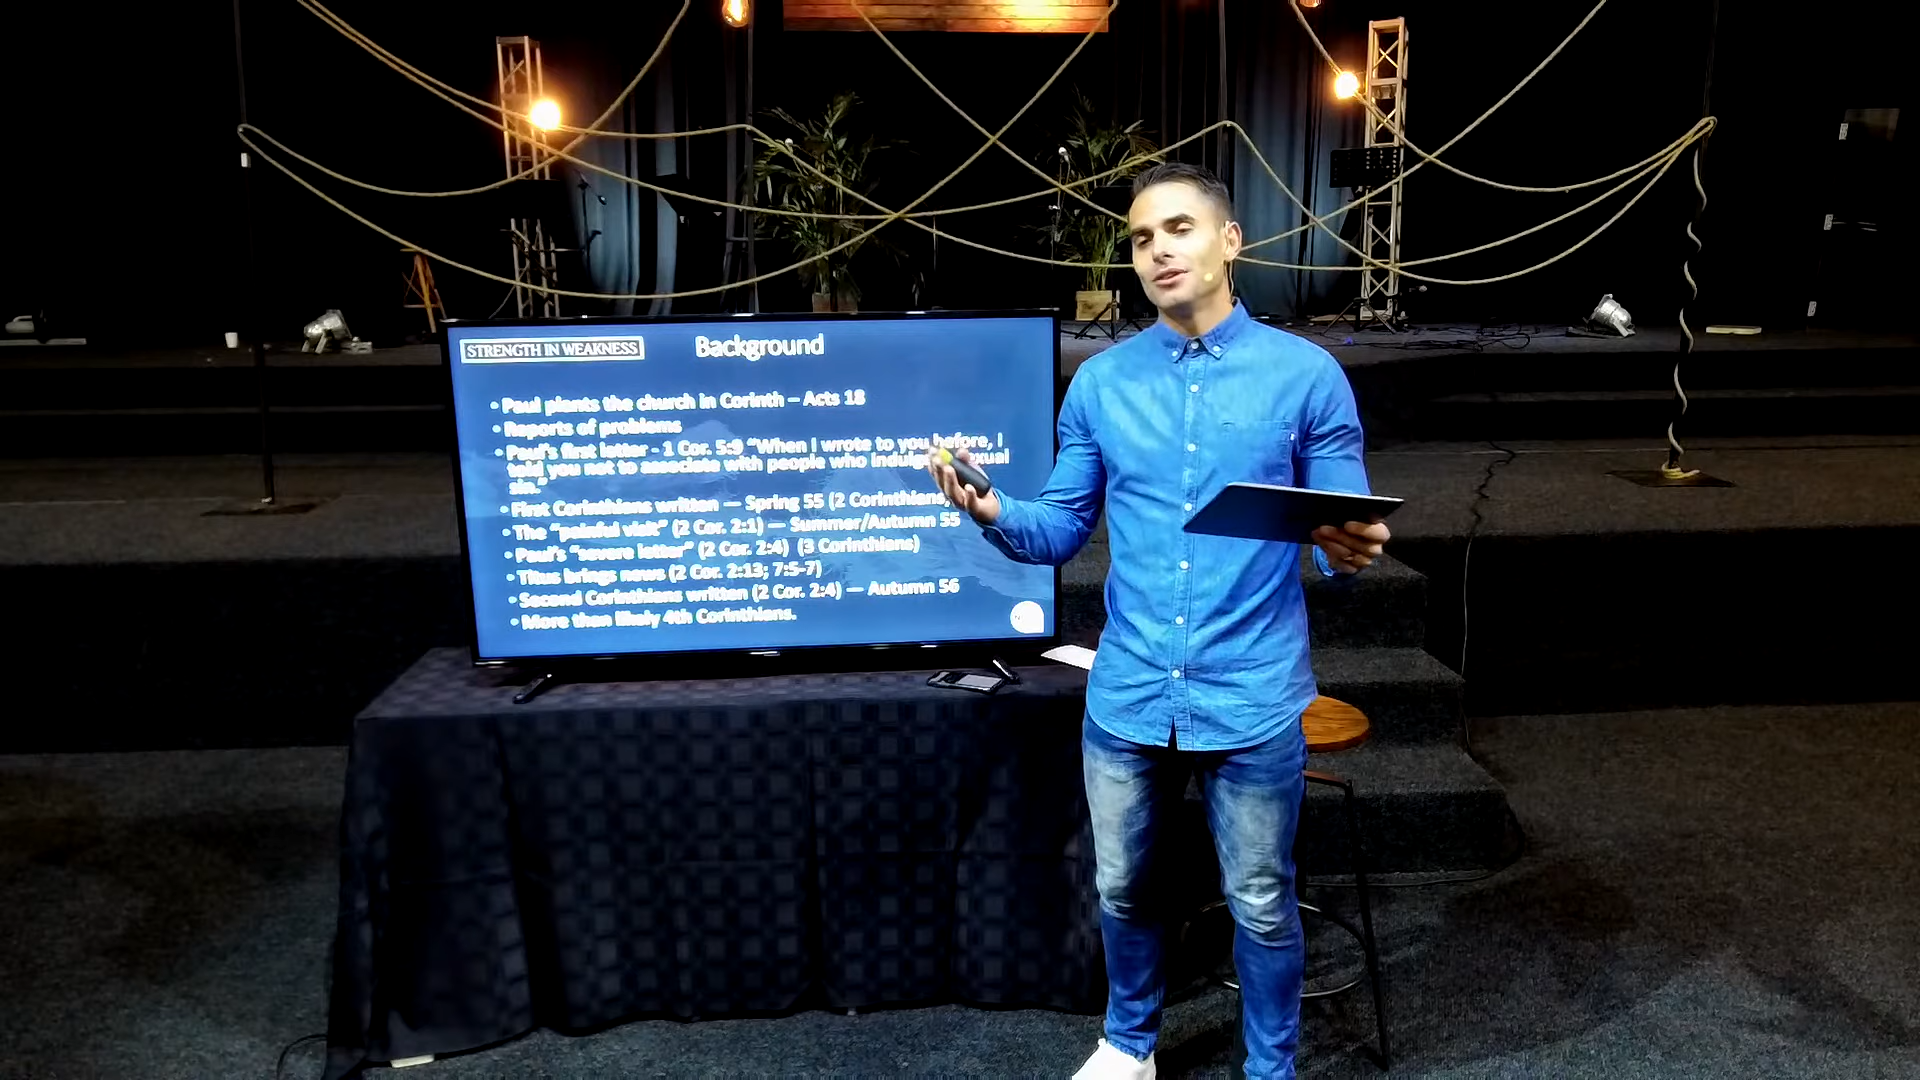 STRENGTH IN WEAKNESS
Background
• Paul plants the church in Corinth – Acts 18
• Reports of problems
• Paul's first letter - 1 Cor. 5:9 "When I wrote to you before, I
told you not to associate with people who indulge
sin."
• First Corinthians written — Spring 55 (2 Corinthians)
• The "painful visit" (2 Cor. 2:1) — Summer/Autumn 55
• Paul's "severe letter" (2 Cor. 2:4) (3 Corinthians)
• Titus brings news (2 Cor. 2:13; 7:5-7)
• Second Corinthians written (2 Cor. 2:4) — Autumn 56
• More than likely 4th Corinthians.